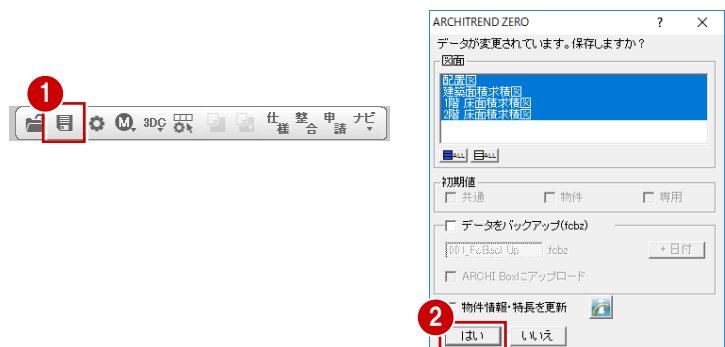 1
M
3DC
仕様
整合
申請
ナビ
ARCHITREND ZERO
? ×
データが変更されています。保存しますか?
図面
配置図
建築面積求積図
1階 床面積求積図
2階 床面積求積図
ALL ALL
初期値
共通 物件 専用
データをバックアップ(fcbz)
001_FcBack Up .fcbz +日付
ARCHI Boxにアップロード
物件情報・特長を更新
2
はい いいえ